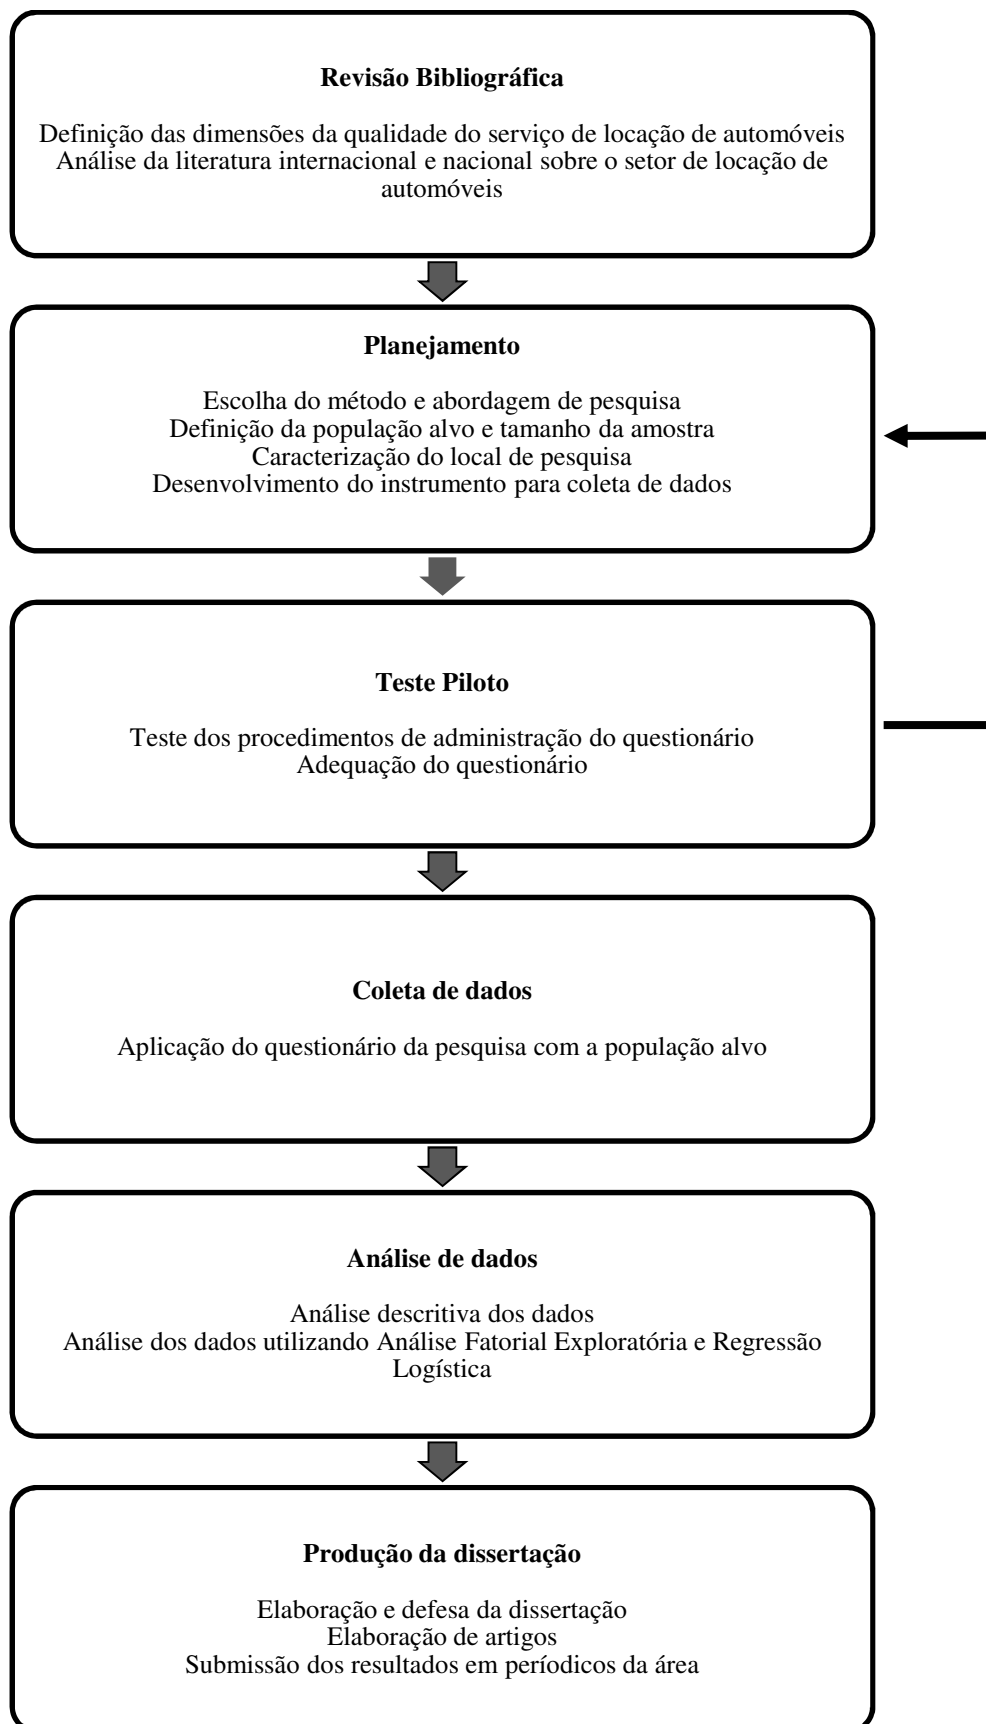 Revisão Bibliográfica
Definição das dimensões da qualidade do serviço de locação de automóveis
Análise da literatura internacional e nacional sobre o setor de locação de
automóveis
Planejamento
Escolha do método e abordagem de pesquisa
Definição da população alvo e tamanho da amostra
Caracterização do local de pesquisa
Desenvolvimento do instrumento para coleta de dados
Teste Piloto
Teste dos procedimentos de administração do questionário
Adequação do questionário
Coleta de dados
Aplicação do questionário da pesquisa com a população alvo
Análise de dados
Análise descritiva dos dados
Análise dos dados utilizando Análise Fatorial Exploratória e Regressão
Logística
Produção da dissertação
Elaboração e defesa da dissertação
Elaboração de artigos
Submissão dos resultados em períodicos da área